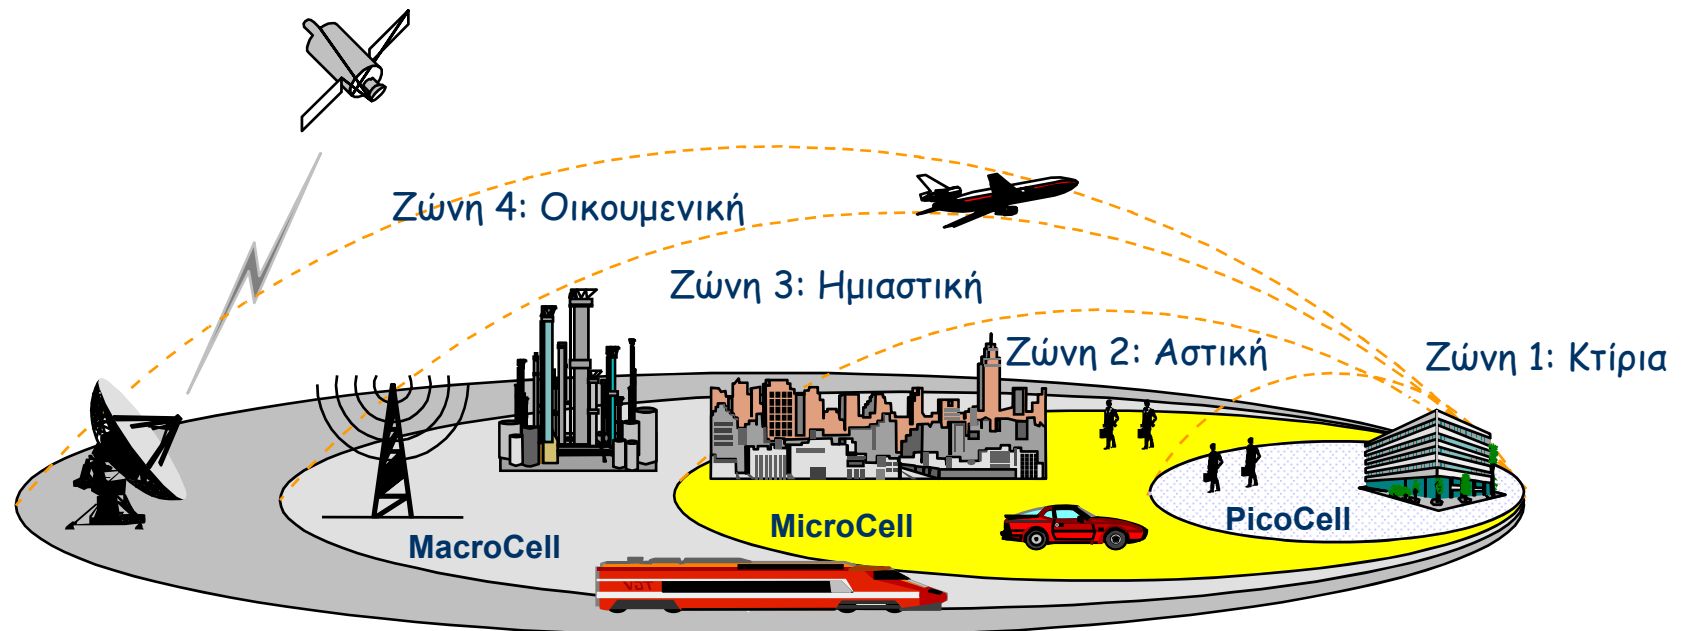 Ζώνη 4: Οικουμενική
Ζώνη 3: Ημιαστική
Ζώνη 2: Αστική
Ζώνη 1: Κτίρια
MacroCell
MicroCell
PicoCell